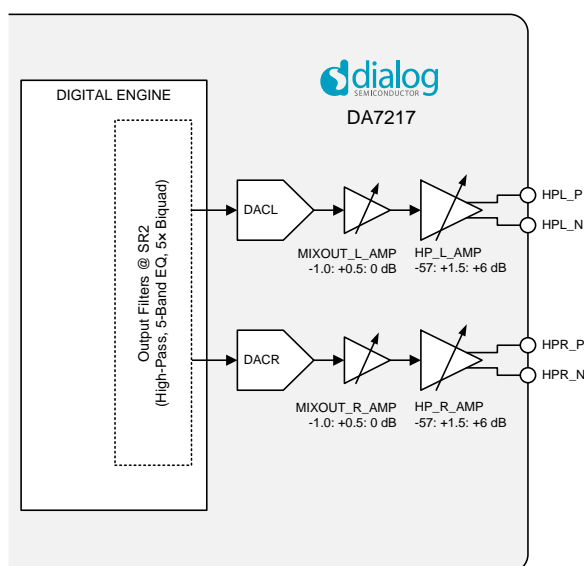 dialog
SEMICONDUCTOR
DA7217
DIGITAL ENGINE
Output Filters @ SR2
(High-Pass, 5-Band EQ, 5x Biquad)
DACL
MIXOUT_L_AMP
-1.0: +0.5: 0 dB
HP_L_AMP
-57: +1.5: +6 dB
HPL_P
HPL_N
DACR
MIXOUT_R_AMP
-1.0: +0.5: 0 dB
HP_R_AMP
-57: +1.5: +6 dB
HPR_P
HPR_N